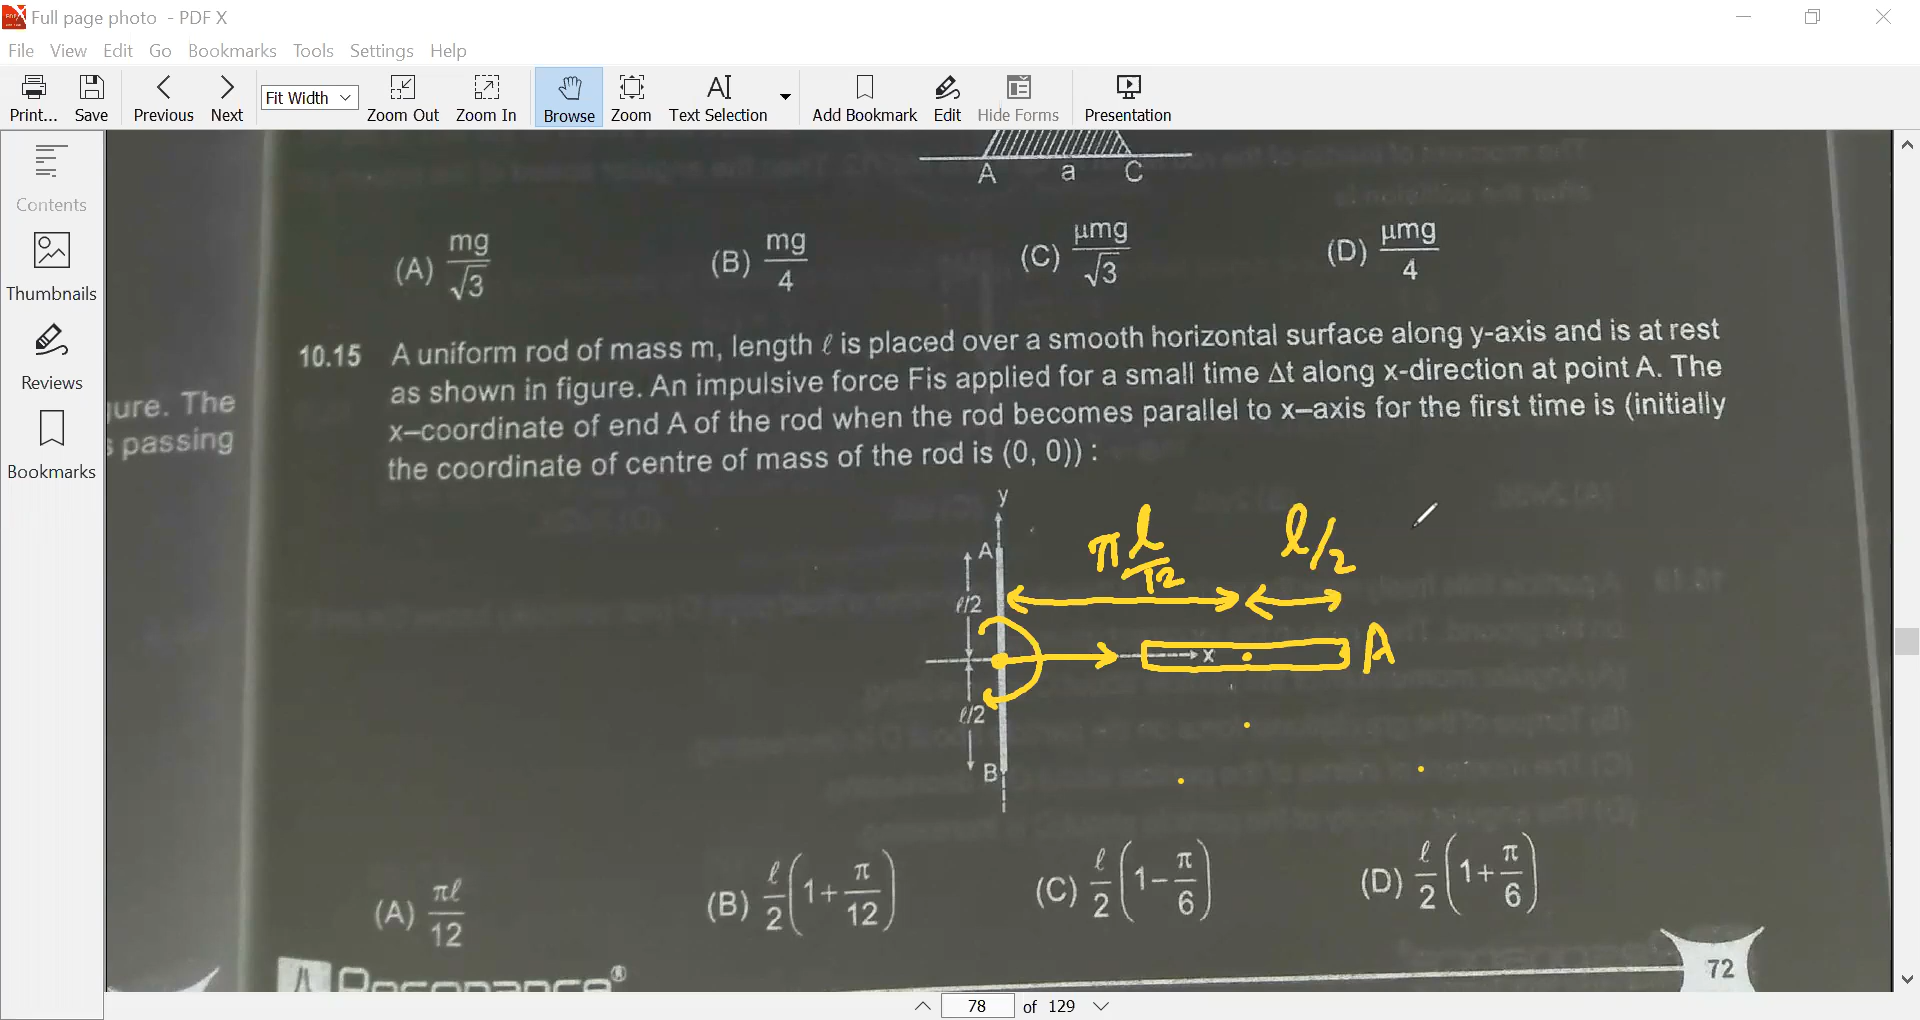 Full page photo - PDF X
File View Edit Go Bookmarks Tools Settings Help
Print... Save Previous Next Fit Width Zoom Out Zoom In Browse Zoom Text Selection Add Bookmark Edit Hide Forms Presentation
Contents
Thumbnails
Reviews
Bookmarks
A a C
(A) mg/√3 (B) mg/4 (C) μmg/√3 (D) μmg/4
10.15 A uniform rod of mass m, length ℓ is placed over a smooth horizontal surface along y-axis and is at rest
as shown in figure. An impulsive force Fis applied for a small time Δt along x-direction at point A. The
x–coordinate of end A of the rod when the rod becomes parallel to x–axis for the first time is (initially
the coordinate of centre of mass of the rod is (0, 0)) :
ure. The
passing
y
A
π l/12 l/2
ℓ/2
x A
ℓ/2
B
(A) πℓ/12 (B) ℓ/2(1+π/12) (C) ℓ/2(1−π/6) (D) ℓ/2(1+π/6)
Resonance®
72
78 of 129